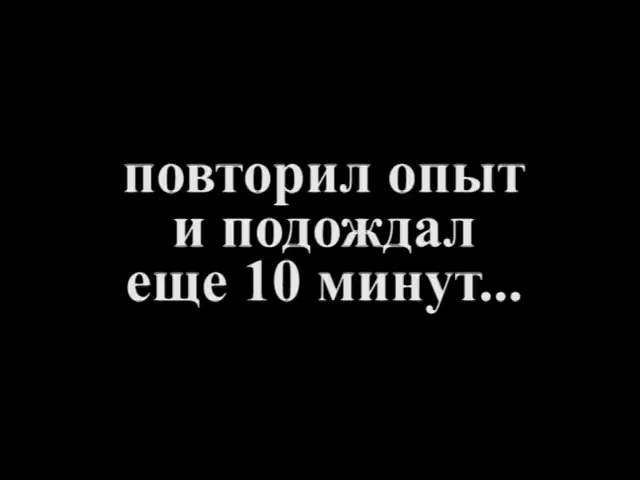 повторил опыт
и подождал
еще 10 минут...